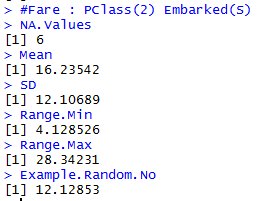 > #Fare : PClass(2) Embarked(S)
> NA.Values
[1] 6
> Mean
[1] 16.23542
> SD
[1] 12.10689
> Range.Min
[1] 4.128526
> Range.Max
[1] 28.34231
> Example.Random.No
[1] 12.12853